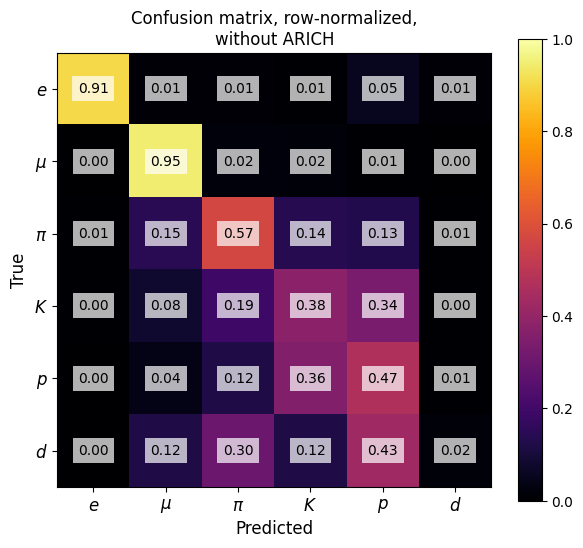 Confusion matrix, row-normalized,
without ARICH
1.0
e 0.91 0.01 0.01 0.01 0.05 0.01
μ 0.00 0.95 0.02 0.02 0.01 0.00
0.8
π 0.01 0.15 0.57 0.14 0.13 0.01
0.6
True
K 0.00 0.08 0.19 0.38 0.34 0.00
0.4
p 0.00 0.04 0.12 0.36 0.47 0.01
0.2
d 0.00 0.12 0.30 0.12 0.43 0.02
0.0
e μ π K p d
Predicted